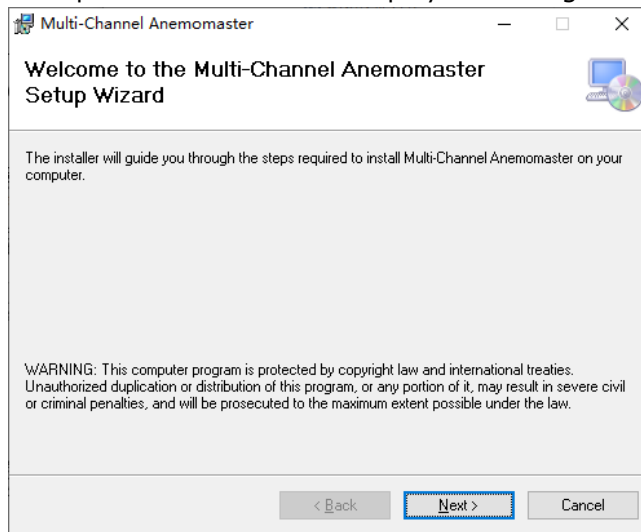 Multi-Channel Anemomaster
Welcome to the Multi-Channel Anemomaster
Setup Wizard
The installer will guide you through the steps required to install Multi-Channel Anemomaster on your
computer.
WARNING: This computer program is protected by copyright law and international treaties.
Unauthorized duplication or distribution of this program, or any portion of it, may result in severe civil
or criminal penalties, and will be prosecuted to the maximum extent possible under the law.
< Back Next > Cancel